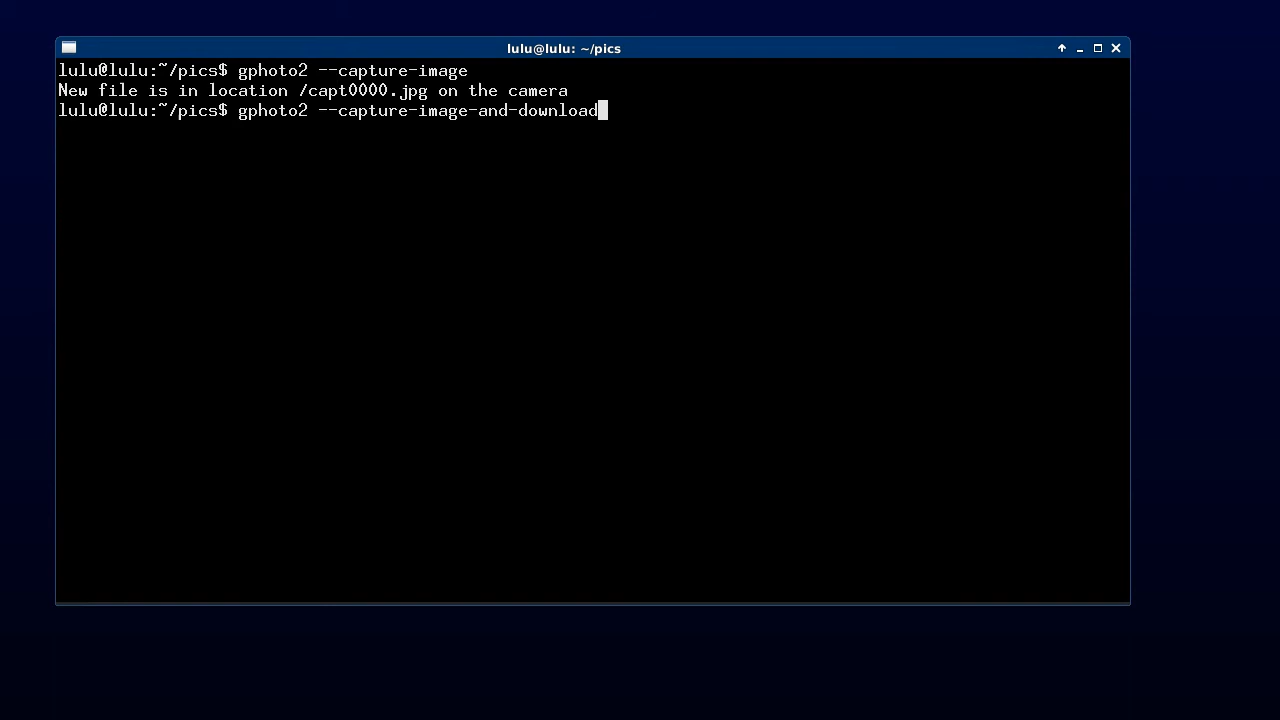 lulu@lulu: ~/pics
lulu@lulu:~/pics$ gphoto2 --capture-image
New file is in location /capt0000.jpg on the camera
lulu@lulu:~/pics$ gphoto2 --capture-image-and-download